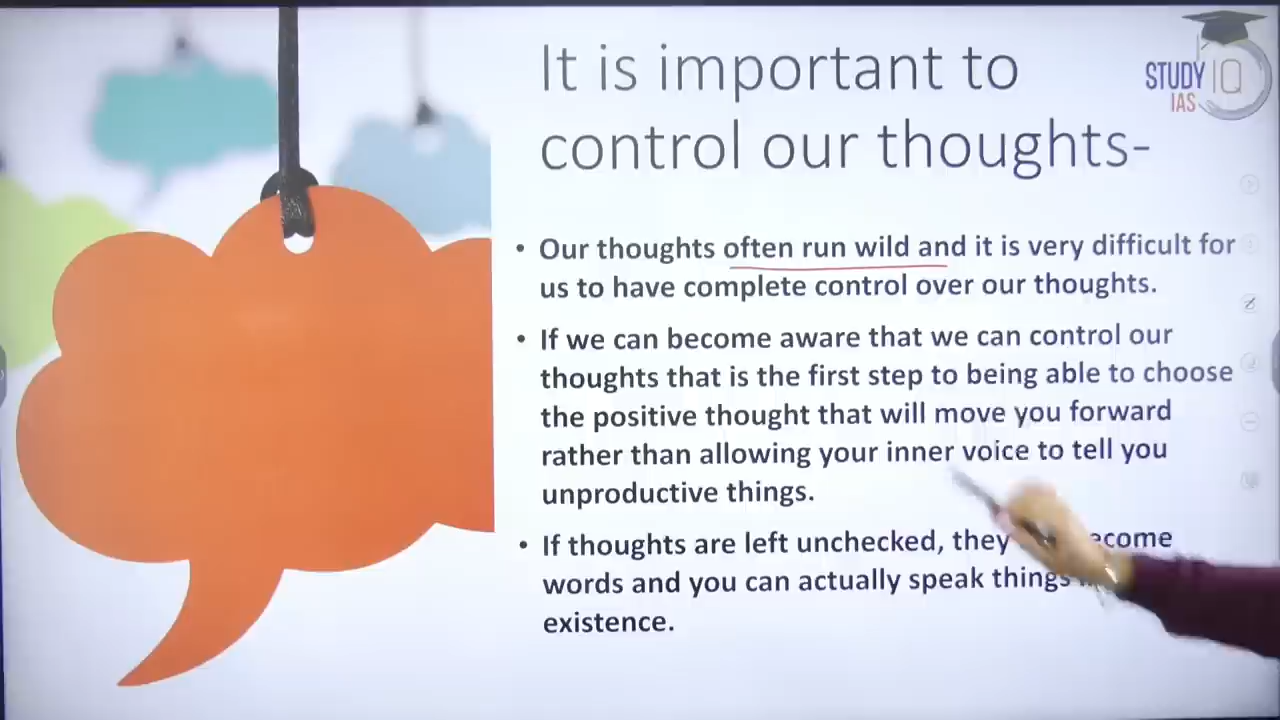 It is important to
control our thoughts-
STUDY IQ
IAS
• Our thoughts often run wild and it is very difficult for
us to have complete control over our thoughts.
• If we can become aware that we can control our
thoughts that is the first step to being able to choose
the positive thought that will move you forward
rather than allowing your inner voice to tell you
unproductive things.
• If thoughts are left unchecked, they
words and you can actually speak things
existence.